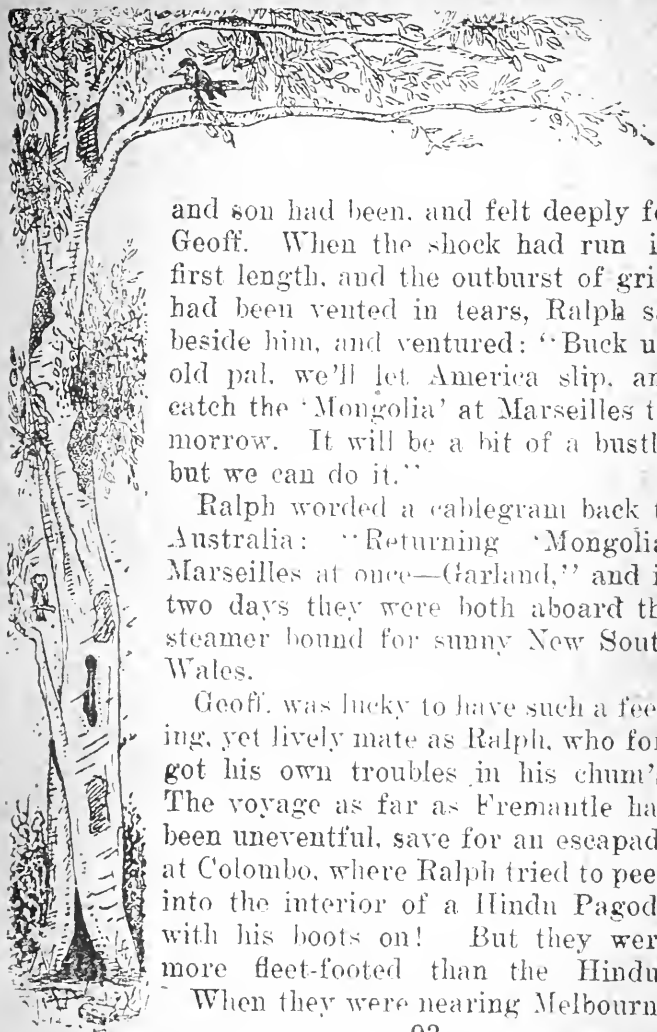 and son had been, and felt deeply fo
Geoff. When the shock had run i
first length, and the outburst of gri
had been vented in tears, Ralph s
beside him, and ventured: "Buck u
old pal, we'll let America slip, an
catch the 'Mongolia' at Marseilles t
morrow. It will be a bit of a bustl
but we can do it."
Ralph worded a cablegram back t
Australia: "Returning 'Mongolia
Marseilles at once—Garland," and i
two days they were both aboard th
steamer bound for sunny New Sout
Wales.
Geoff. was lucky to have such a fee
ing, yet lively mate as Ralph, who for
got his own troubles in his chum'
The voyage as far as Fremantle ha
been uneventful, save for an escapad
at Colombo, where Ralph tried to pee
into the interior of a Hindu Pagod
with his boots on! But they wer
more fleet-footed than the Hindu
When they were nearing Melbourn